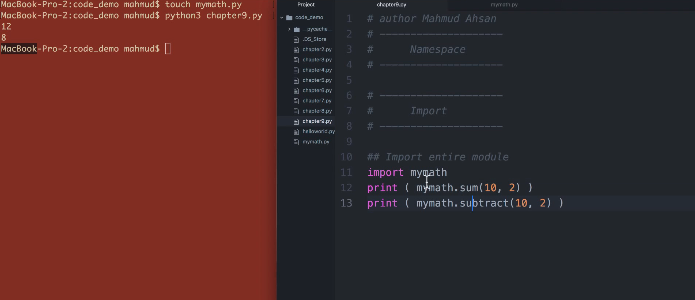 MacBook-Pro-2:code_demo mahmud$ touch mymath.py
MacBook-Pro-2:code_demo mahmud$ python3 chapter9.py
12
8
MacBook-Pro-2:code_demo mahmud$
Project
code_demo
__pycache__
.DS_Store
chapter2.py
chapter3.py
chapter4.py
chapter5.py
chapter6.py
chapter7.py
chapter8.py
chapter9.py
helloworld.py
mymath.py
chapter9.py
mymath.py
1 # author Mahmud Ahsan
2 # --------------------
3 # Namespace
4 # --------------------
5
6 # --------------------
7 # Import
8 # --------------------
9
10 ## Import entire module
11 import mymath
12 print ( mymath.sum(10, 2) )
13 print ( mymath.subtract(10, 2) )